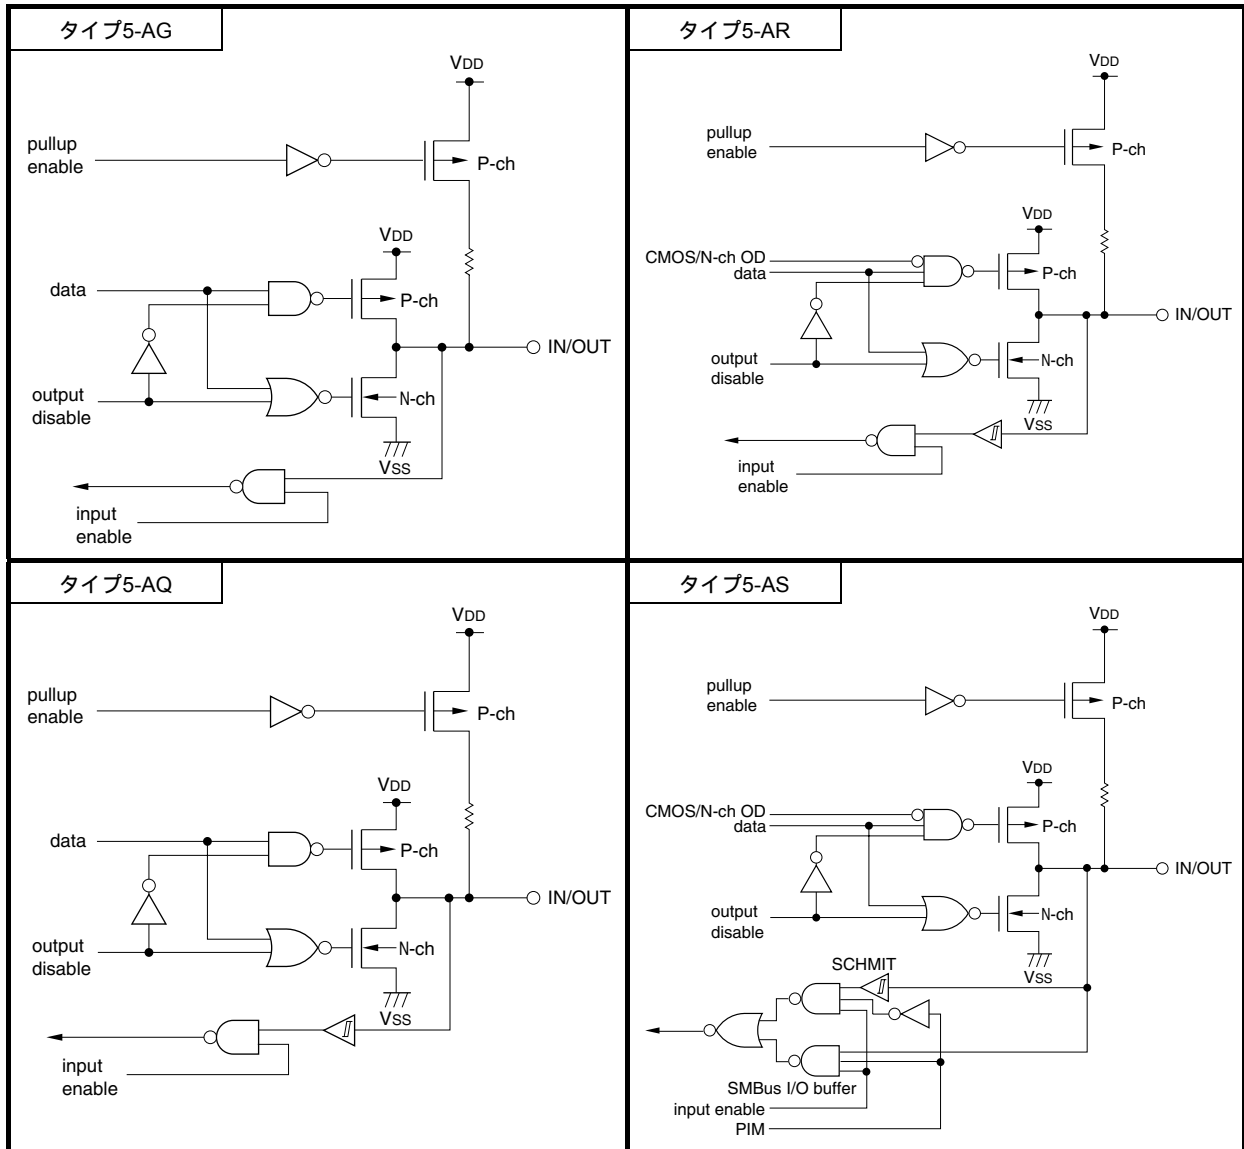 タイプ5-AG
VDD
pullup
enable
P-ch
VDD
data
P-ch
IN/OUT
output
disable
N-ch
VSS
input
enable
タイプ5-AR
VDD
pullup
enable
P-ch
VDD
CMOS/N-ch OD
data
P-ch
IN/OUT
output
disable
N-ch
VSS
input
enable
タイプ5-AQ
VDD
pullup
enable
P-ch
VDD
data
P-ch
IN/OUT
output
disable
N-ch
VSS
input
enable
タイプ5-AS
VDD
pullup
enable
P-ch
VDD
CMOS/N-ch OD
data
P-ch
IN/OUT
output
disable
N-ch
VSS
SCHMIT
SMBus I/O buffer
input enable
PIM